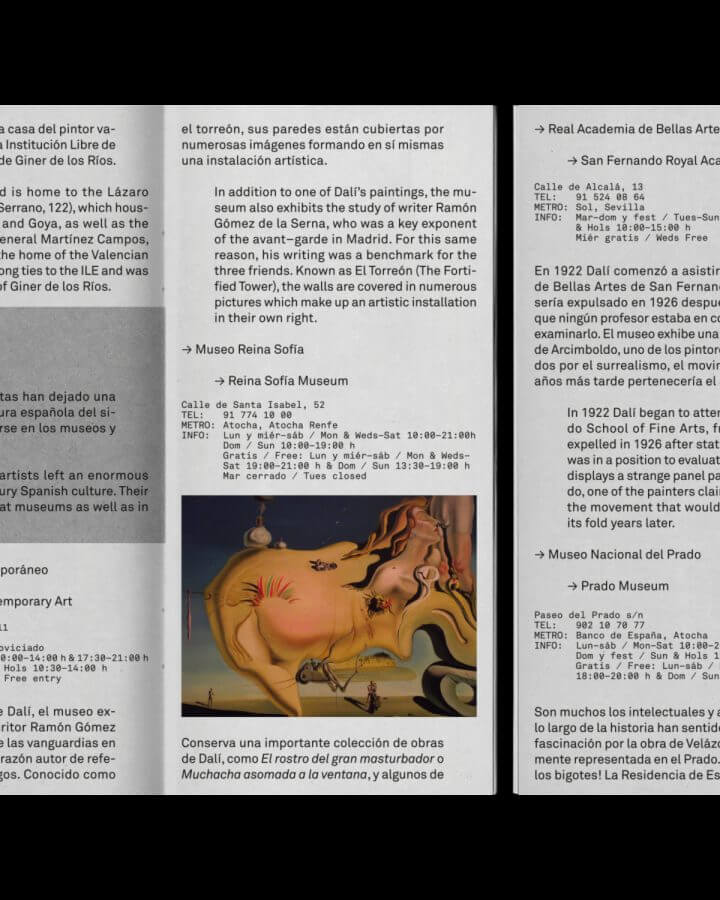 a casa del pintor va-
a Institución Libre de
de Giner de los Ríos.
d is home to the Lázaro
Serrano, 122), which hous-
and Goya, as well as the
eneral Martínez Campos,
the home of the Valencian
ong ties to the ILE and was
of Giner de los Ríos.
tas han dejado una
ura española del si-
rse en los museos y
artists left an enormous
ury Spanish culture. Their
at museums as well as in
poráneo
emporary Art
11
oviciado
0:00-14:00 h & 17:30-21:00 h
Hols 10:30-14:00 h
Free entry
e Dalí, el museo ex-
critor Ramón Gómez
e las vanguardias en
razón autor de refe-
gos. Conocido como
el torreón, sus paredes están cubiertas por
numerosas imágenes formando en sí mismas
una instalación artística.
In addition to one of Dalí's paintings, the mu-
seum also exhibits the study of writer Ramón
Gómez de la Serna, who was a key exponent
of the avant–garde in Madrid. For this same
reason, his writing was a benchmark for the
three friends. Known as El Torreón (The Forti-
fied Tower), the walls are covered in numerous
pictures which make up an artistic installation
in their own right.
→ Museo Reina Sofía
→ Reina Sofía Museum
Calle de Santa Isabel, 52
TEL: 91 774 10 00
METRO: Atocha, Atocha Renfe
INFO: Lun y miér-sáb / Mon & Weds-Sat 10:00-21:00h
Dom / Sun 10:00-19:00 h
Gratis / Free: Lun y miér-sáb / Mon & Weds-
Sat 19:00-21:00 h & Dom / Sun 13:30-19:00 h
Mar cerrado / Tues closed
Conserva una importante colección de obras
de Dalí, como El rostro del gran masturbador o
Muchacha asomada a la ventana, y algunos de
→ Real Academia de Bellas Arte
→ San Fernando Royal Aca
Calle de Alcalá, 13
TEL: 91 524 08 64
METRO: Sol, Sevilla
INFO: Mar-dom y fest / Tues-Sun
& Hols 10:00-15:00 h
Miér gratis / Weds Free
En 1922 Dalí comenzó a asistir
de Bellas Artes de San Fernand
sería expulsado en 1926 despué
que ningún profesor estaba en co
examinarlo. El museo exhibe una
de Arcimboldo, uno de los pintore
dos por el surrealismo, el movin
años más tarde pertenecería el
In 1922 Dalí began to atten
do School of Fine Arts, fr
expelled in 1926 after stat
was in a position to evaluat
displays a strange panel pa
do, one of the painters clair
the movement that would
its fold years later.
→ Museo Nacional del Prado
→ Prado Museum
Paseo del Prado s/n
TEL: 902 10 70 77
METRO: Banco de España, Atocha
INFO: Lun-sáb / Mon-Sat 10:00-2
Dom y fest / Sun & Hols 1
Gratis / Free: Lun-sáb /
18:00-20:00 h & Dom / Sun
Son muchos los intelectuales y a
lo largo de la historia han sentido
fascinación por la obra de Velázq
mente representada en el Prado.
los bigotes! La Residencia de Es